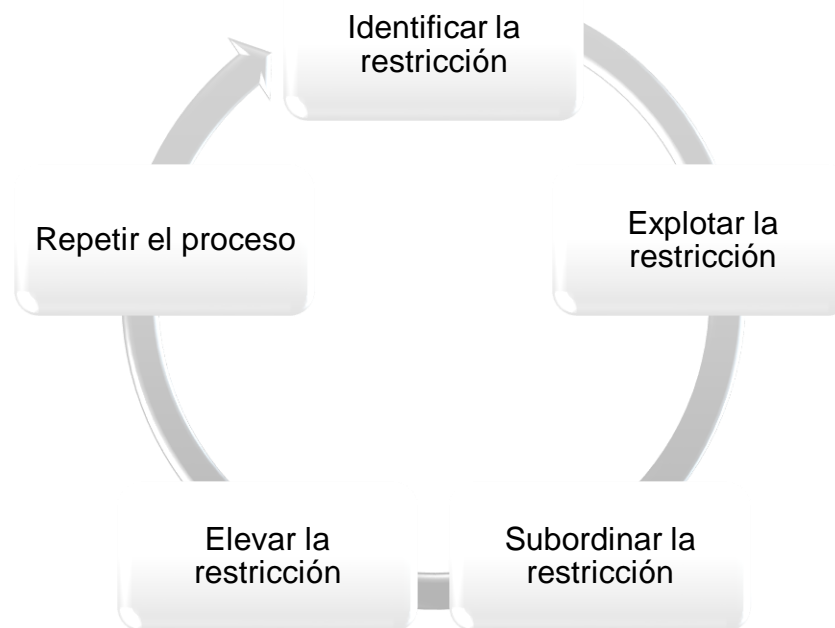 Identificar la
restricción
Explotar la
restricción
Subordinar la
restricción
Elevar la
restricción
Repetir el proceso